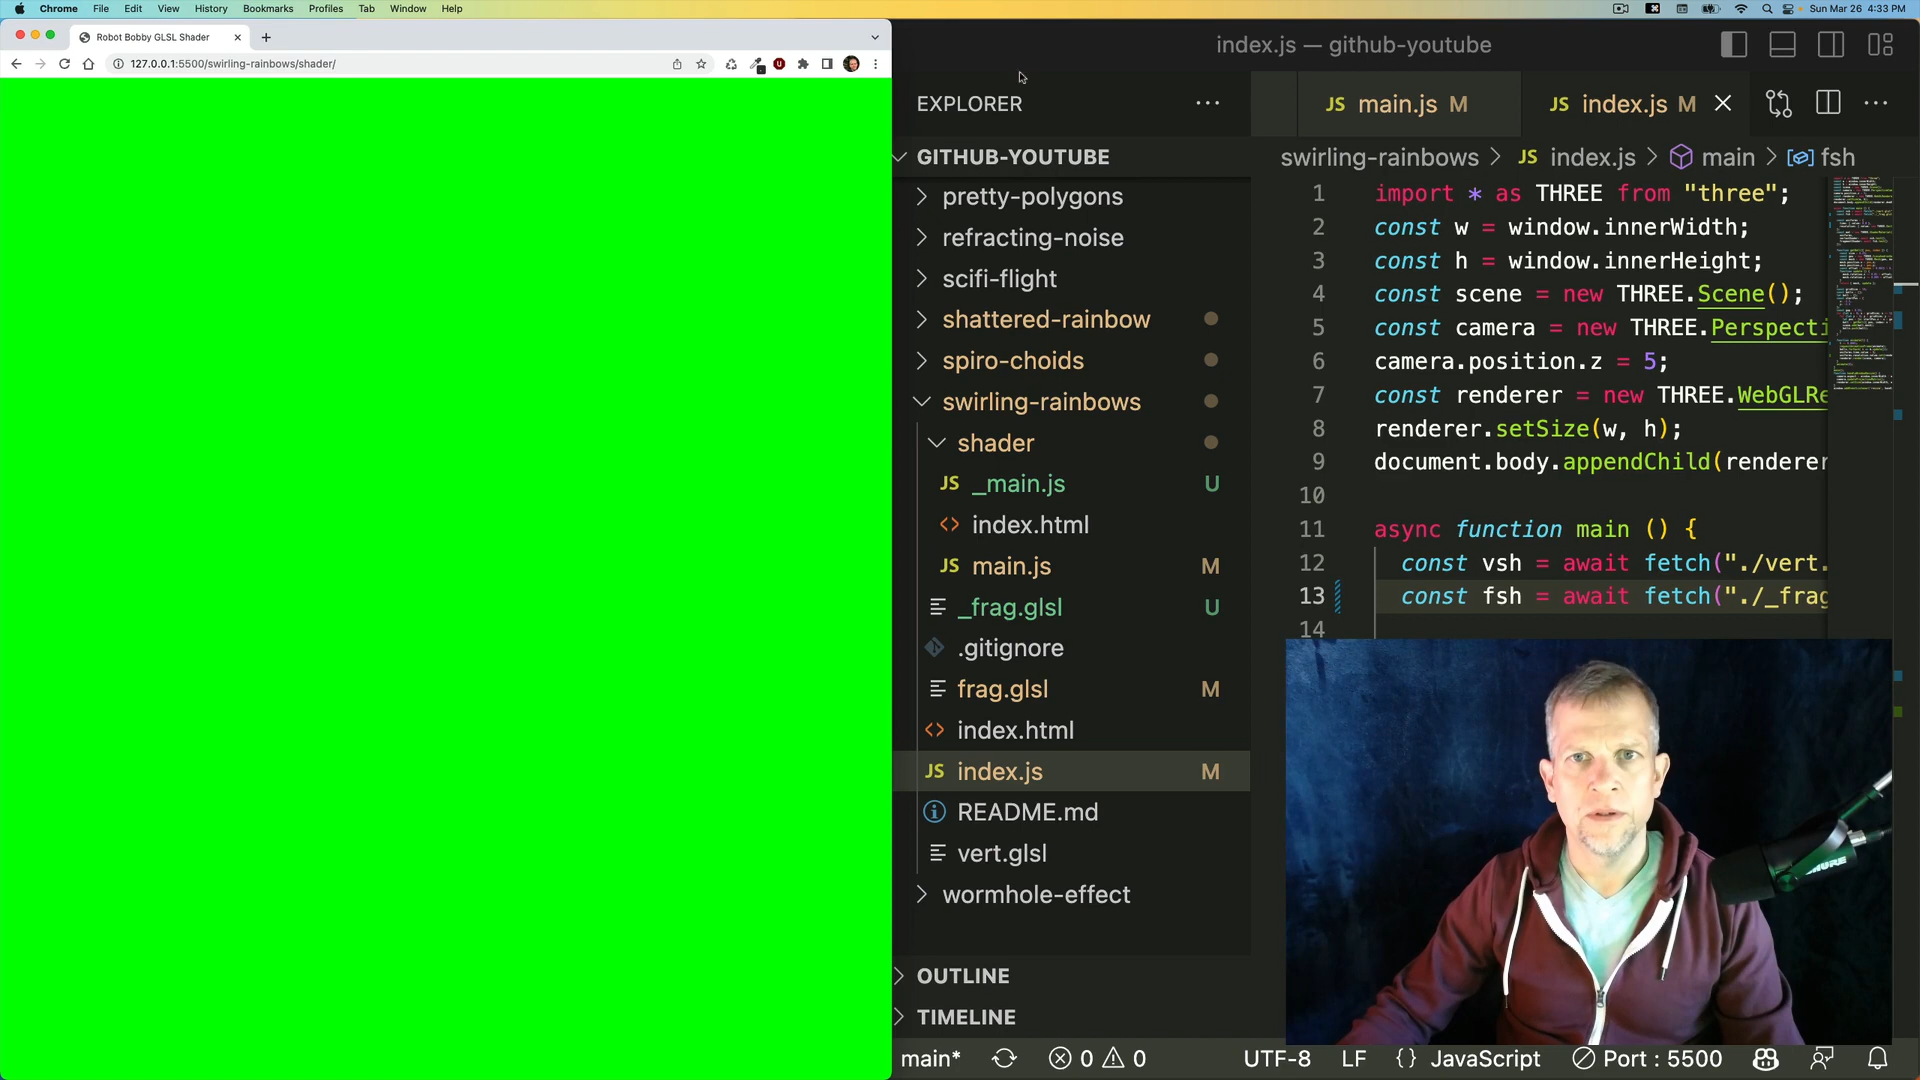 Chrome File Edit View History Bookmarks Profiles Tab Window Help
Sun Mar 26 4:33 PM
Robot Bobby GLSL Shader
127.0.0.1:5500/swirling-rainbows/shader/
index.js — github-youtube
EXPLORER
JS main.js M
JS index.js M
GITHUB-YOUTUBE
swirling-rainbows > JS index.js > main > fsh
pretty-polygons
refracting-noise
scifi-flight
shattered-rainbow
spiro-choids
swirling-rainbows
shader
JS _main.js U
<> index.html
JS main.js M
_frag.glsl U
.gitignore
frag.glsl M
<> index.html
JS index.js M
README.md
vert.glsl
wormhole-effect
OUTLINE
TIMELINE
1 import * as THREE from "three";
2 const w = window.innerWidth;
3 const h = window.innerHeight;
4 const scene = new THREE.Scene();
5 const camera = new THREE.Perspecti
6 camera.position.z = 5;
7 const renderer = new THREE.WebGLRe
8 renderer.setSize(w, h);
9 document.body.appendChild(renderer
10
11 async function main () {
12 const vsh = await fetch("./vert.
13 const fsh = await fetch("./_frag
14
SHURE
main* 0 0 UTF-8 LF {} JavaScript Port : 5500